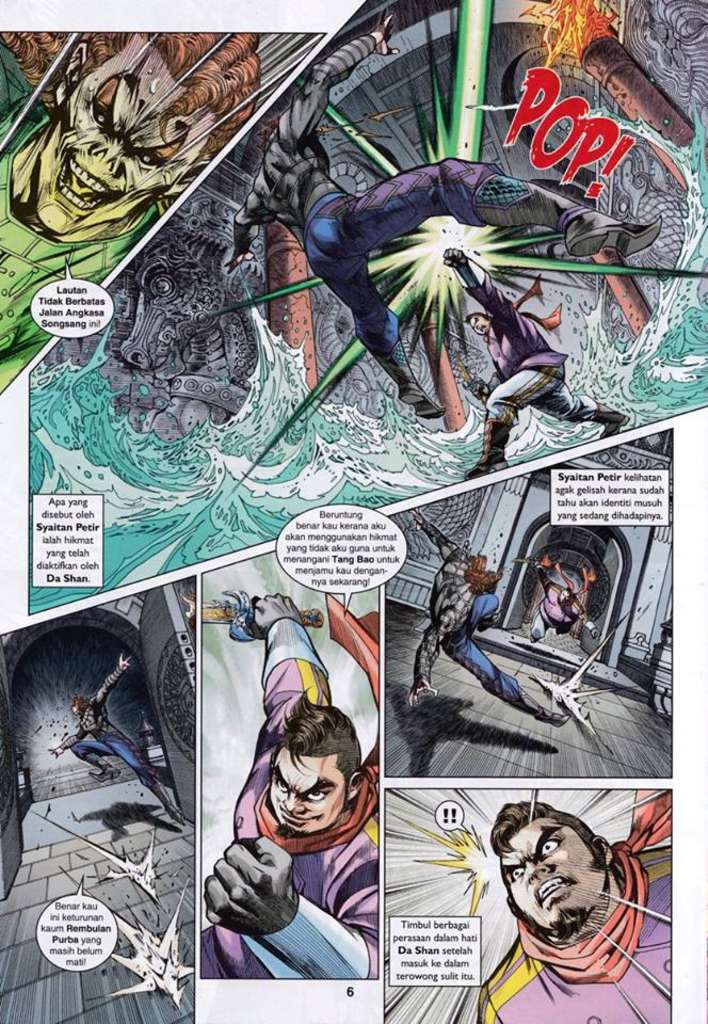 POP!
Lautan
Tidak Berbatas
Jalan Angkasa
Songsang ini!
Apa yang
disebut oleh
Syaitan Petir
ialah hikmat
yang telah
diaktifkan oleh
Da Shan.
Syaitan Petir kelihatan
agak gelisah kerana sudah
tahu akan identiti musuh
yang sedang dihadapinya.
Beruntung
benar kau kerana aku
akan menggunakan hikmat
yang tidak aku guna untuk
menangani Tang Bao untuk
menjamu kau dengan-
nya sekarang!
Benar kau
ini keturunan
kaum Rembulan
Purba yang
masih belum
mati!
!!
Timbul berbagai
perasaan dalam hati
Da Shan setelah
masuk ke dalam
terowong sulit itu.
6